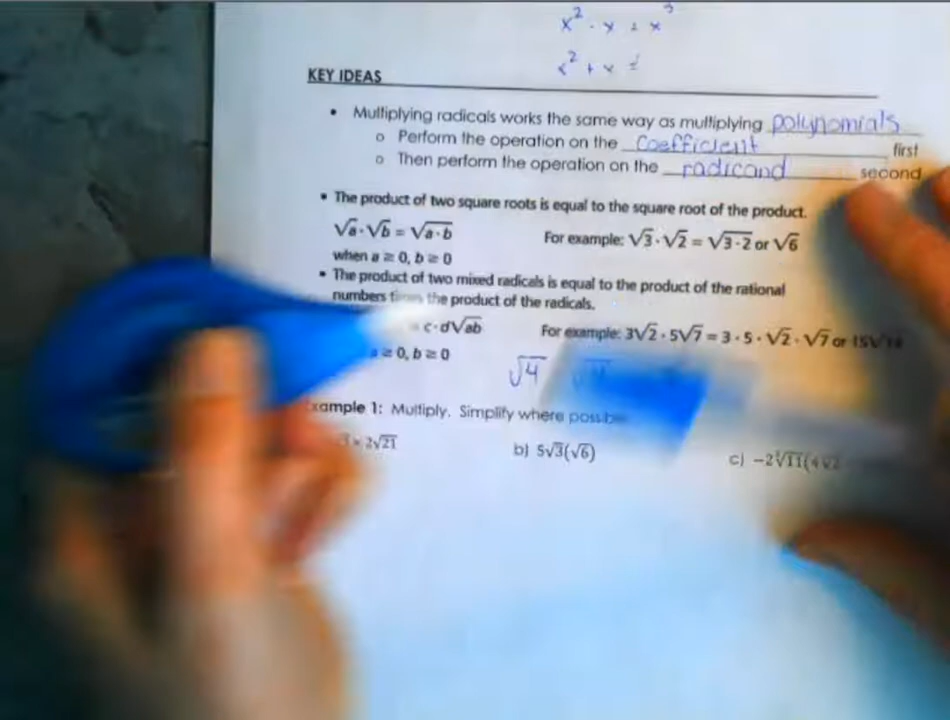 x² · x = x³
x² + x =
KEY IDEAS
• Multiplying radicals works the same way as multiplying polynomials
o Perform the operation on the coefficient first
o Then perform the operation on the radicand second
• The product of two square roots is equal to the square root of the product.
√a·√b = √(a·b) For example: √3·√2 = √(3·2) or √6
when a ≥ 0, b ≥ 0
• The product of two mixed radicals is equal to the product of the rational
numbers times the product of the radicals.
= c·d√ab For example: 3√2·5√7 = 3·5·√2·√7 or 15√14
a ≥ 0, b ≥ 0
√4
Example 1: Multiply. Simplify where possible
× 2√21 b) 5√3(√6) c) −2∛11(4